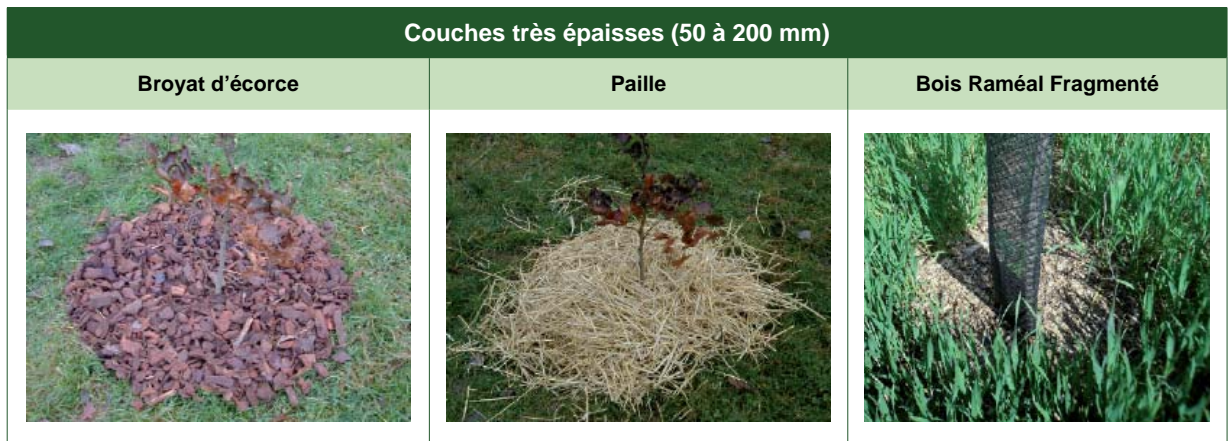 Couches très épaisses (50 à 200 mm)
Broyat d'écorce
Paille
Bois Raméal Fragmenté